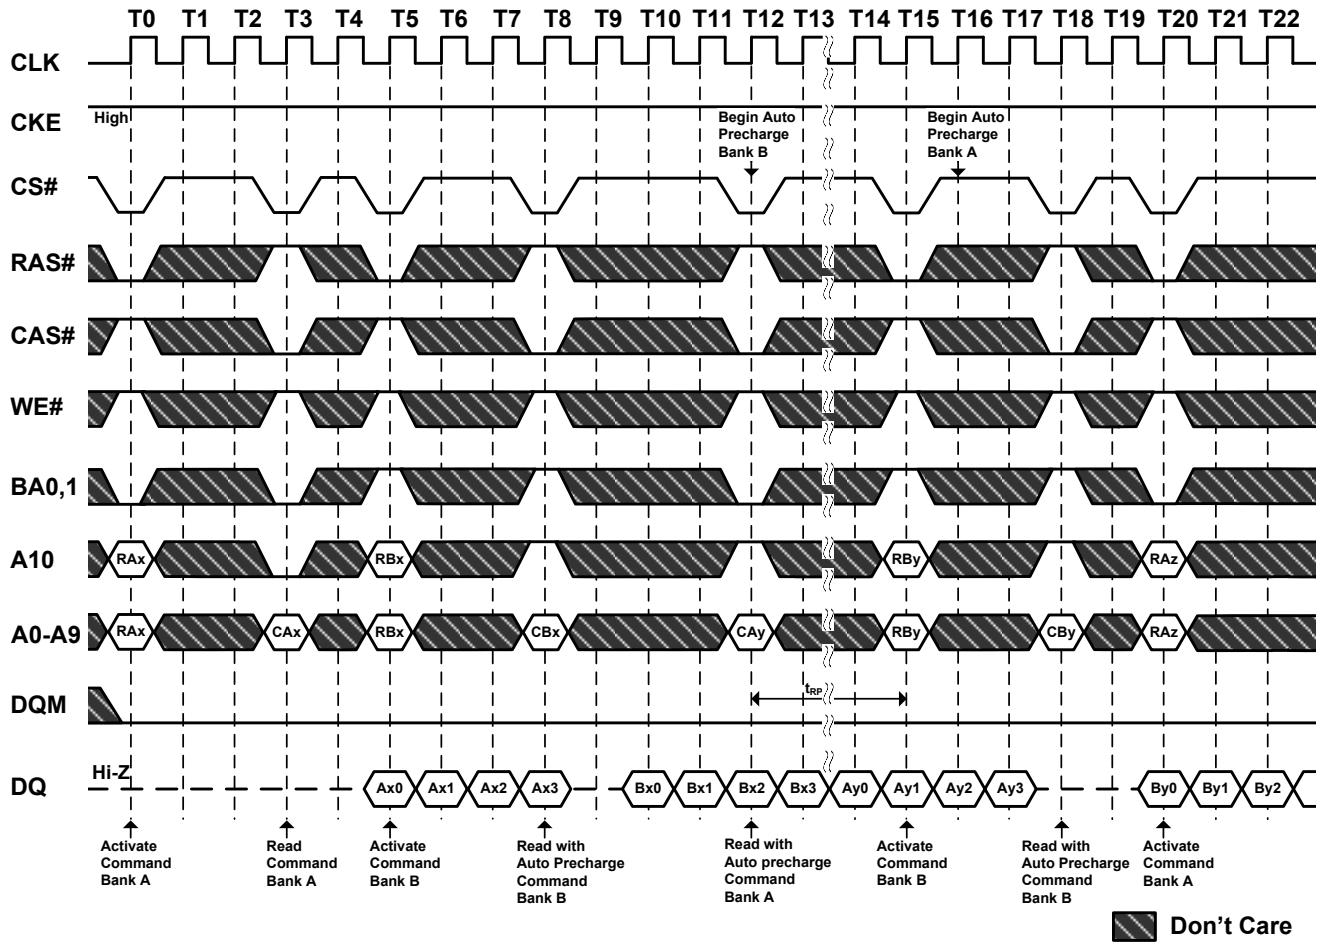 T0 T1 T2 T3 T4 T5 T6 T7 T8 T9 T10 T11 T12 T13 T14 T15 T16 T17 T18 T19 T20 T21 T22
CLK
CKE
High
Begin Auto
Precharge
Bank B
Begin Auto
Precharge
Bank A
CS#
RAS#
CAS#
WE#
BA0,1
A10
RAx RBx RBy RAz
A0-A9
RAx CAx RBx CBx CAy RBy CBy RAz
DQM
tRP
DQ
Hi-Z
Ax0 Ax1 Ax2 Ax3 Bx0 Bx1 Bx2 Bx3 Ay0 Ay1 Ay2 Ay3 By0 By1 By2
Activate
Command
Bank A
Read
Command
Bank A
Activate
Command
Bank B
Read with
Auto Precharge
Command
Bank B
Read with
Auto precharge
Command
Bank A
Activate
Command
Bank B
Read with
Auto Precharge
Command
Bank B
Activate
Command
Bank A
Don't Care